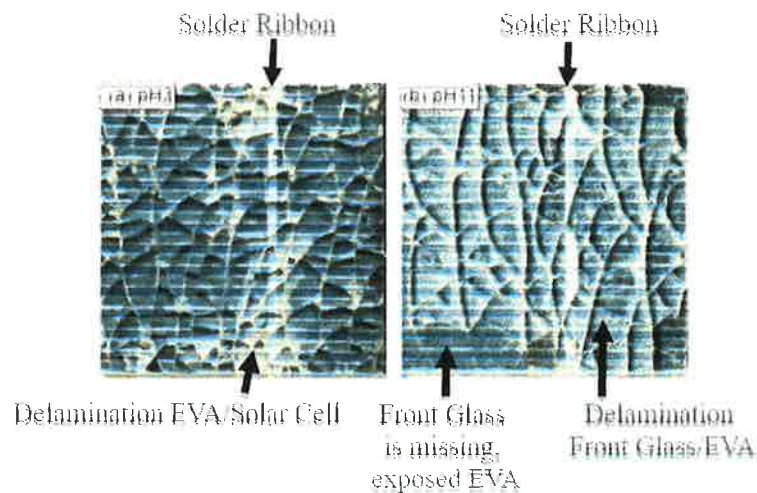 Solder Ribbon
Solder Ribbon
(a) pH3
(b) pH11
Delamination EVA/Solar Cell
Front Glass
is missing,
exposed EVA
Delamination
Front Glass/EVA